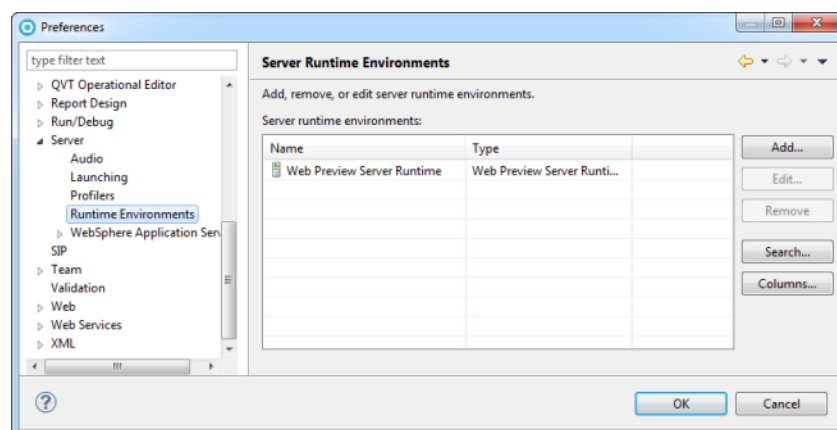 Preferences
type filter text
QVT Operational Editor
Report Design
Run/Debug
Server
Audio
Launching
Profilers
Runtime Environments
WebSphere Application Sen
SIP
Team
Validation
Web
Web Services
XML
Server Runtime Environments
Add, remove, or edit server runtime environments.
Server runtime environments:
Name Type
Web Preview Server Runtime Web Preview Server Runti...
Add...
Edit...
Remove
Search...
Columns...
OK Cancel